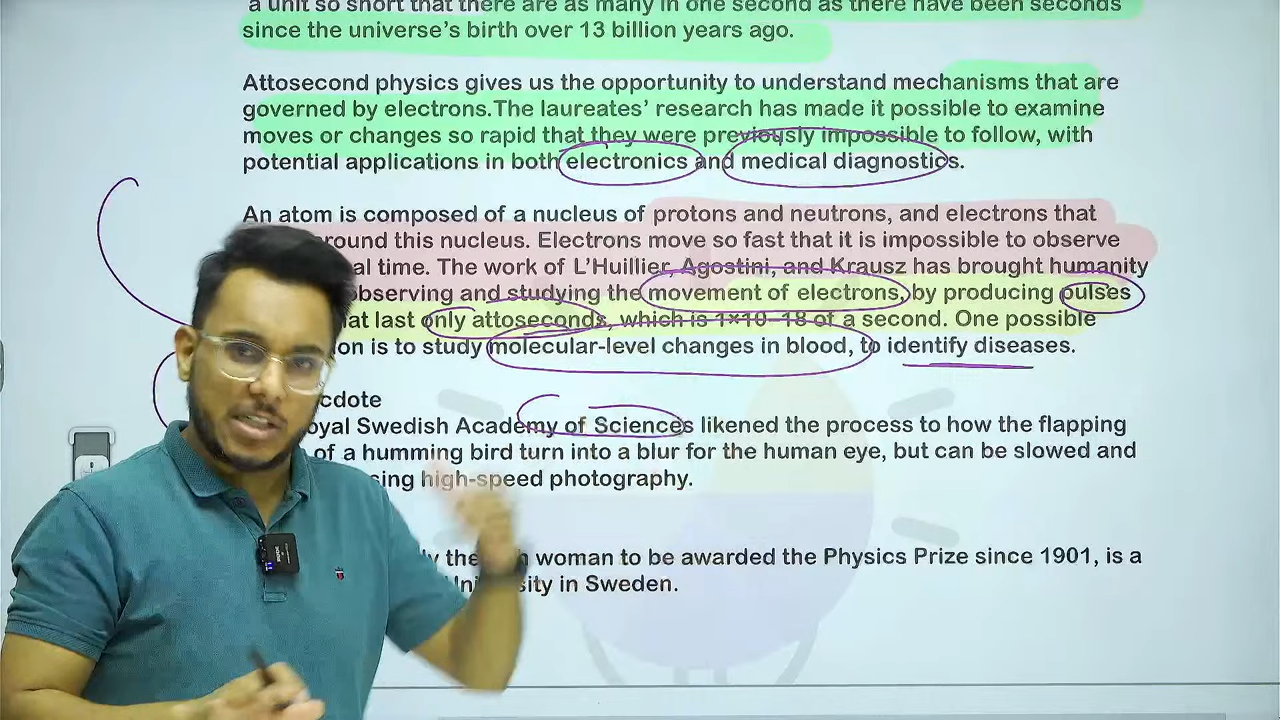 a unit so short that there are as many in one second as there have been seconds
since the universe's birth over 13 billion years ago.
Attosecond physics gives us the opportunity to understand mechanisms that are
governed by electrons.The laureates' research has made it possible to examine
moves or changes so rapid that they were previously impossible to follow, with
potential applications in both electronics and medical diagnostics.
An atom is composed of a nucleus of protons and neutrons, and electrons that
round this nucleus. Electrons move so fast that it is impossible to observe
al time. The work of L'Huillier, Agostini, and Krausz has brought humanity
bserving and studying the movement of electrons, by producing pulses
at last only attoseconds, which is 1×10−18 of a second. One possible
on is to study molecular-level changes in blood, to identify diseases.
cdote
oyal Swedish Academy of Sciences likened the process to how the flapping
of a humming bird turn into a blur for the human eye, but can be slowed and
sing high-speed photography.
y the woman to be awarded the Physics Prize since 1901, is a
Uni sity in Sweden.